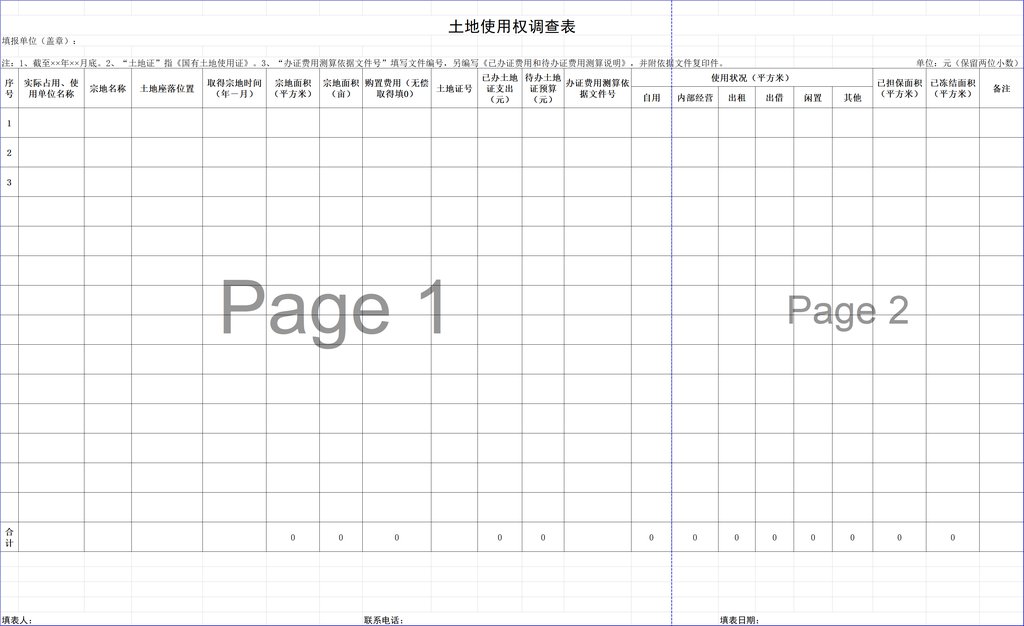 土地使用权调查表
填报单位（盖章）：
注：1、截至××年××月底。2、“土地证”指《国有土地使用证》。3、“办证费用测算依据文件号”填写文件编号，另编写《已办证费用和待办证费用测算说明》，并附依据文件复印件。 单位：元（保留两位小数）
序号 实际占用、使用单位名称 宗地名称 土地座落位置 取得宗地时间（年－月） 宗地面积（平方米） 宗地面积（亩） 购置费用（无偿取得填0） 土地证号 已办土地证支出（元） 待办土地证预算（元） 办证费用测算依据文件号 使用状况（平方米） 已担保面积（平方米） 已冻结面积（平方米） 备注
自用 内部经营 出租 出借 闲置 其他
1
2
3
Page 1 Page 2
合计 0 0 0 0 0 0 0 0 0 0 0 0 0
填表人： 联系电话： 填表日期：